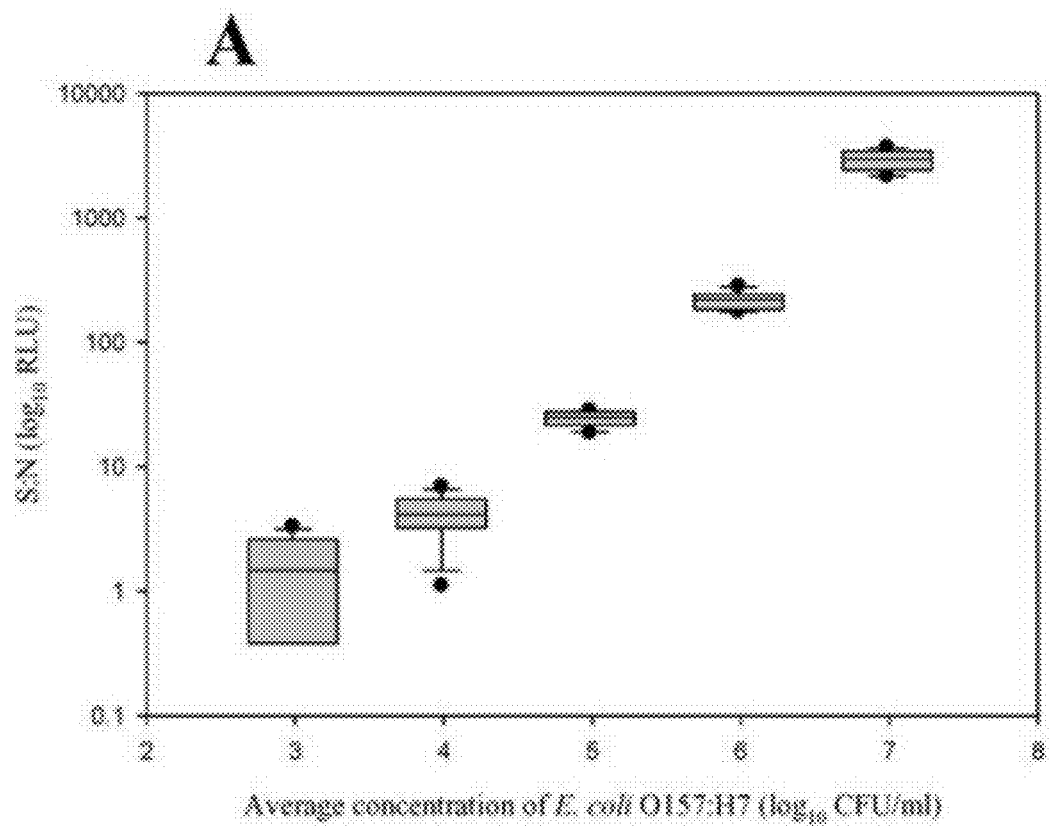 A
10000
1000
100
10
1
0.1
2 3 4 5 6 7 8
S:N (log10 RLU)
Average concentration of E. coli O157:H7 (log10 CFU/ml)